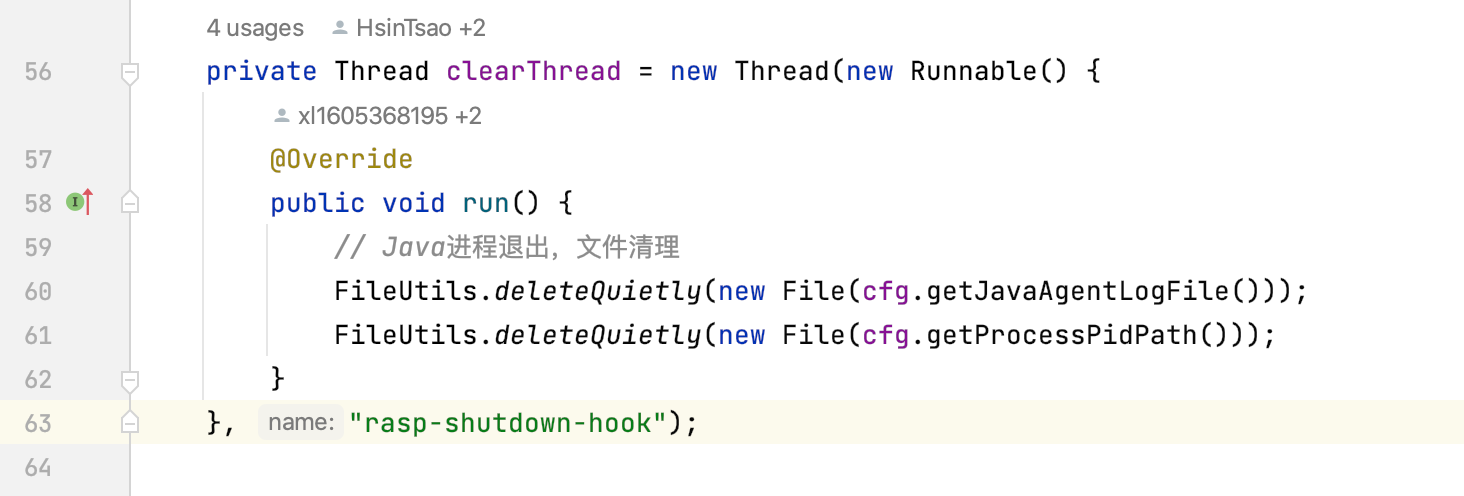 4 usages HsinTsao +2
56 private Thread clearThread = new Thread(new Runnable() {
xl1605368195 +2
57 @Override
58 public void run() {
59 // Java进程退出，文件清理
60 FileUtils.deleteQuietly(new File(cfg.getJavaAgentLogFile()));
61 FileUtils.deleteQuietly(new File(cfg.getProcessPidPath()));
62 }
63 }, name: "rasp-shutdown-hook");
64